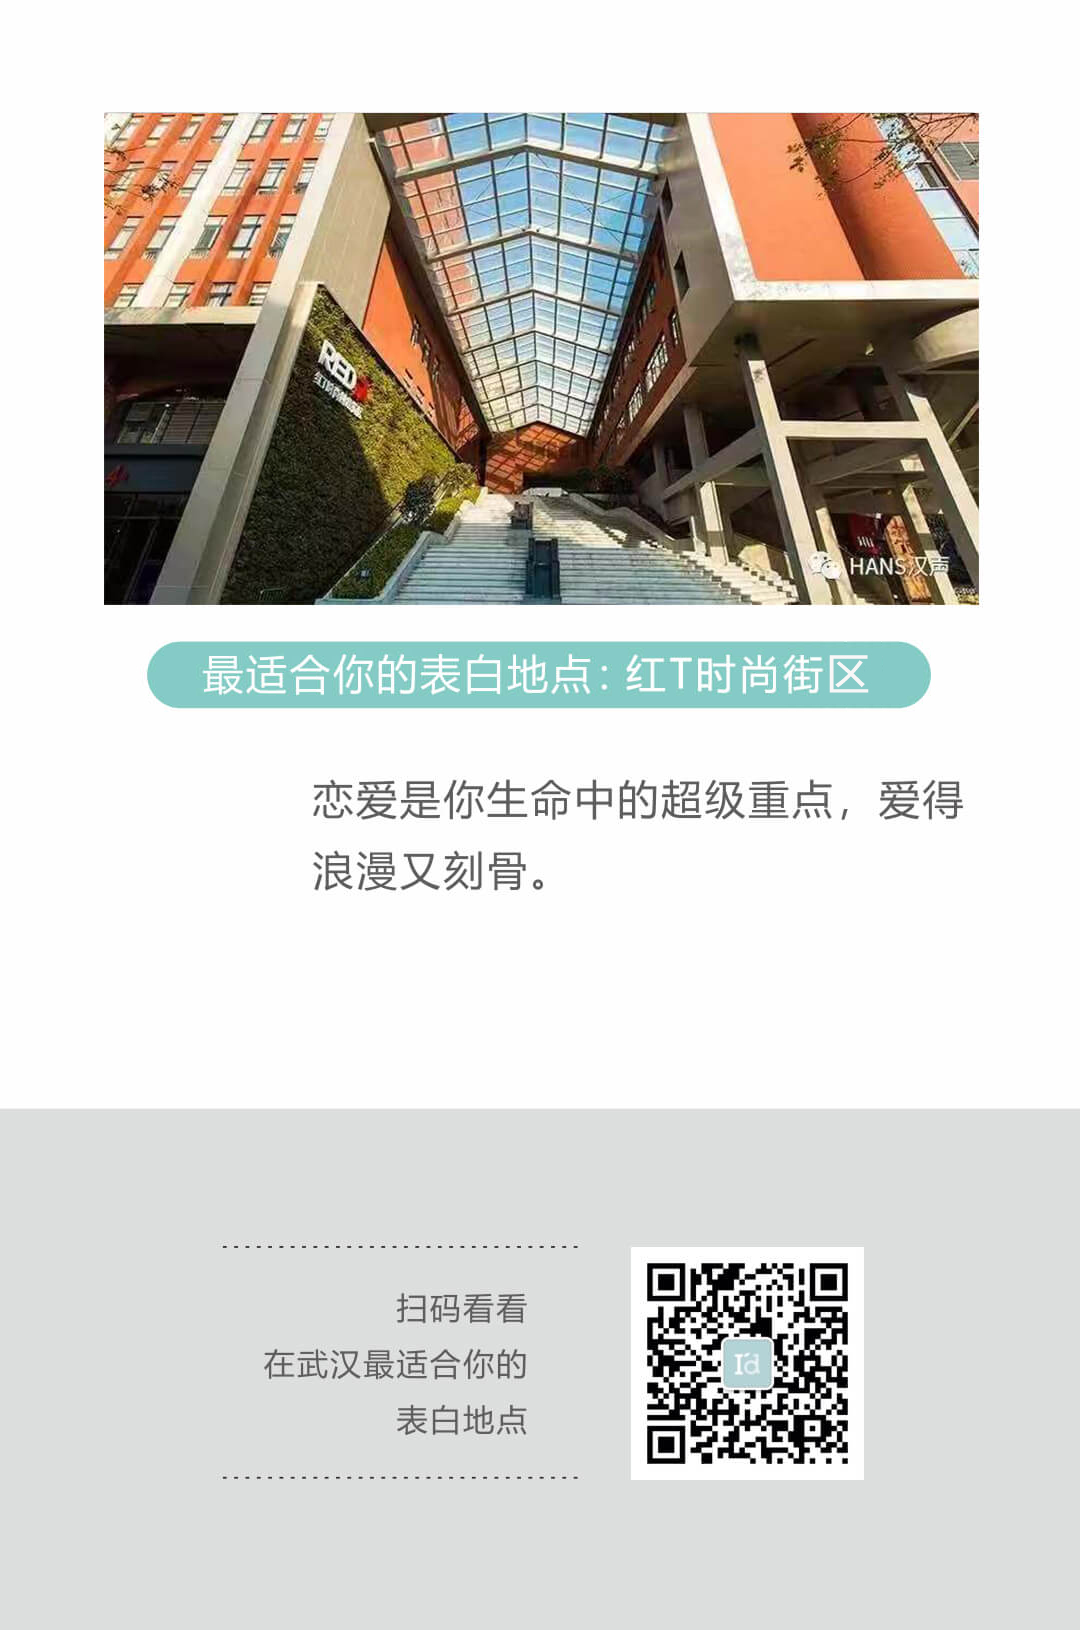 RED
HANS汉声
最适合你的表白地点：红T时尚街区
恋爱是你生命中的超级重点，爱得
浪漫又刻骨。
扫码看看
在武汉最适合你的
表白地点
I'd